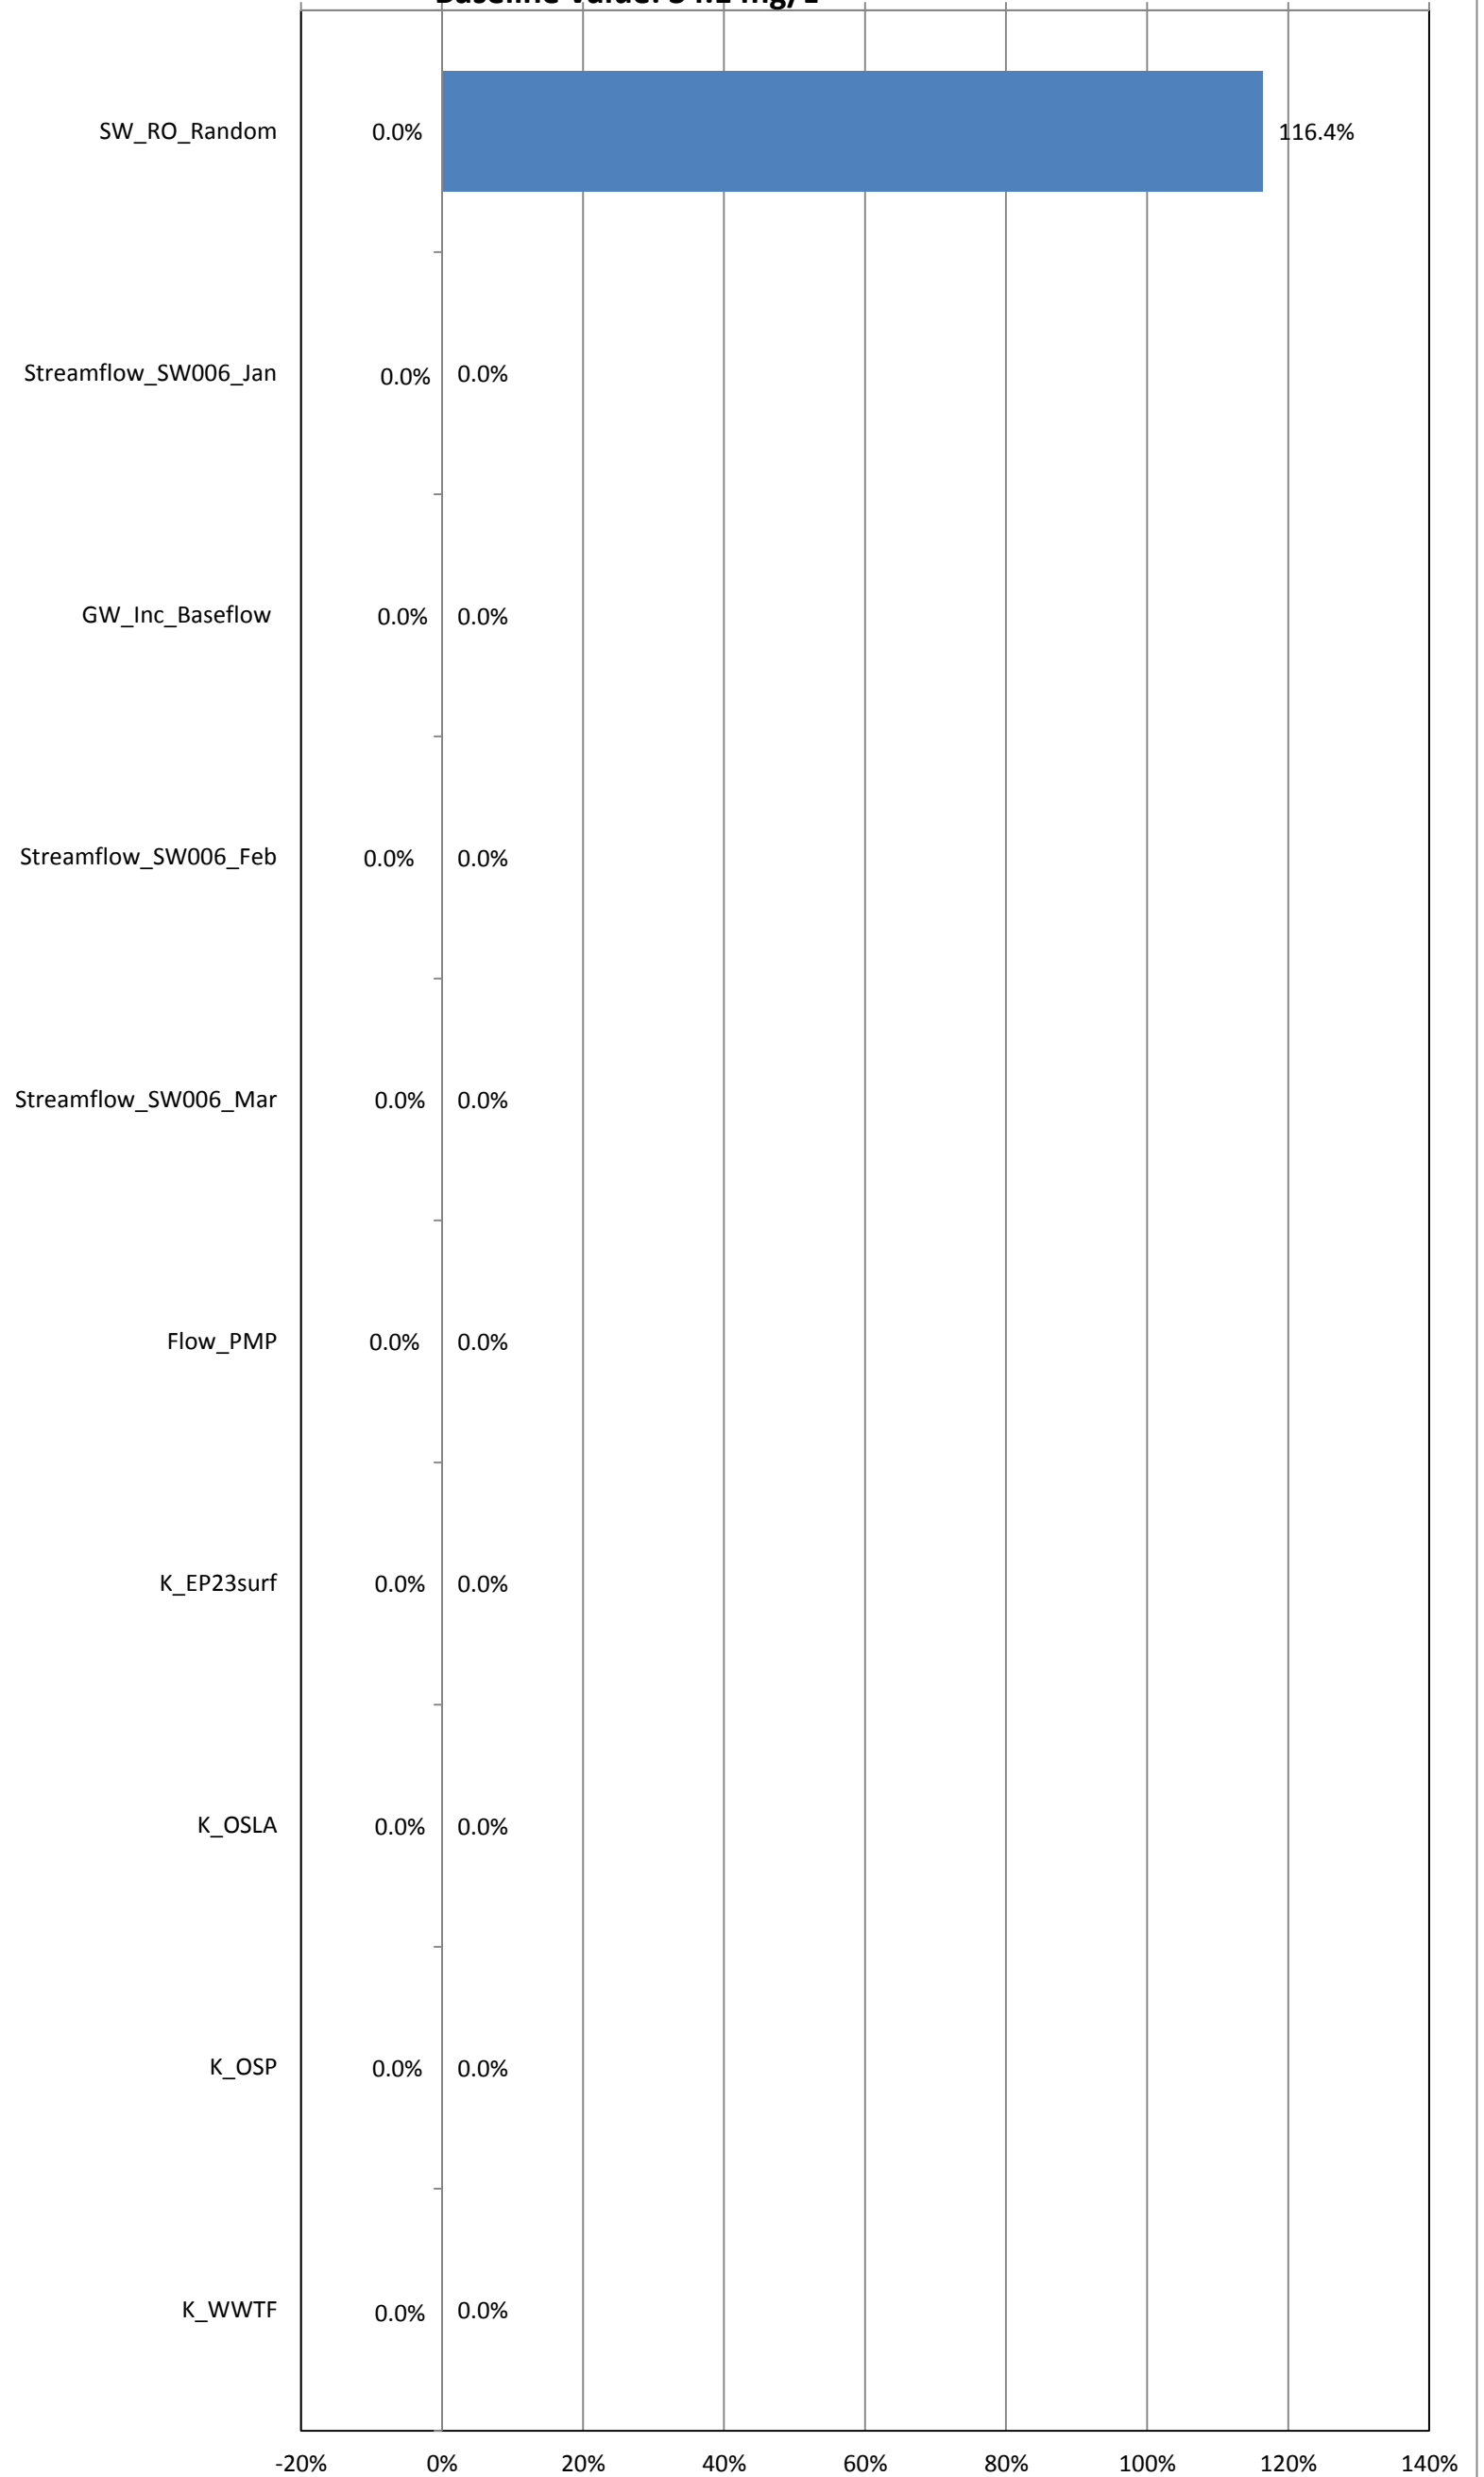 Baseline Value:
SW_RO_Random 0.0% 116.4%
Streamflow_SW006_Jan 0.0% 0.0%
GW_Inc_Baseflow 0.0% 0.0%
Streamflow_SW006_Feb 0.0% 0.0%
Streamflow_SW006_Mar 0.0% 0.0%
Flow_PMP 0.0% 0.0%
K_EP23surf 0.0% 0.0%
K_OSLA 0.0% 0.0%
K_OSP 0.0% 0.0%
K_WWTF 0.0% 0.0%
-20% 0% 20% 40% 60% 80% 100% 120% 140%